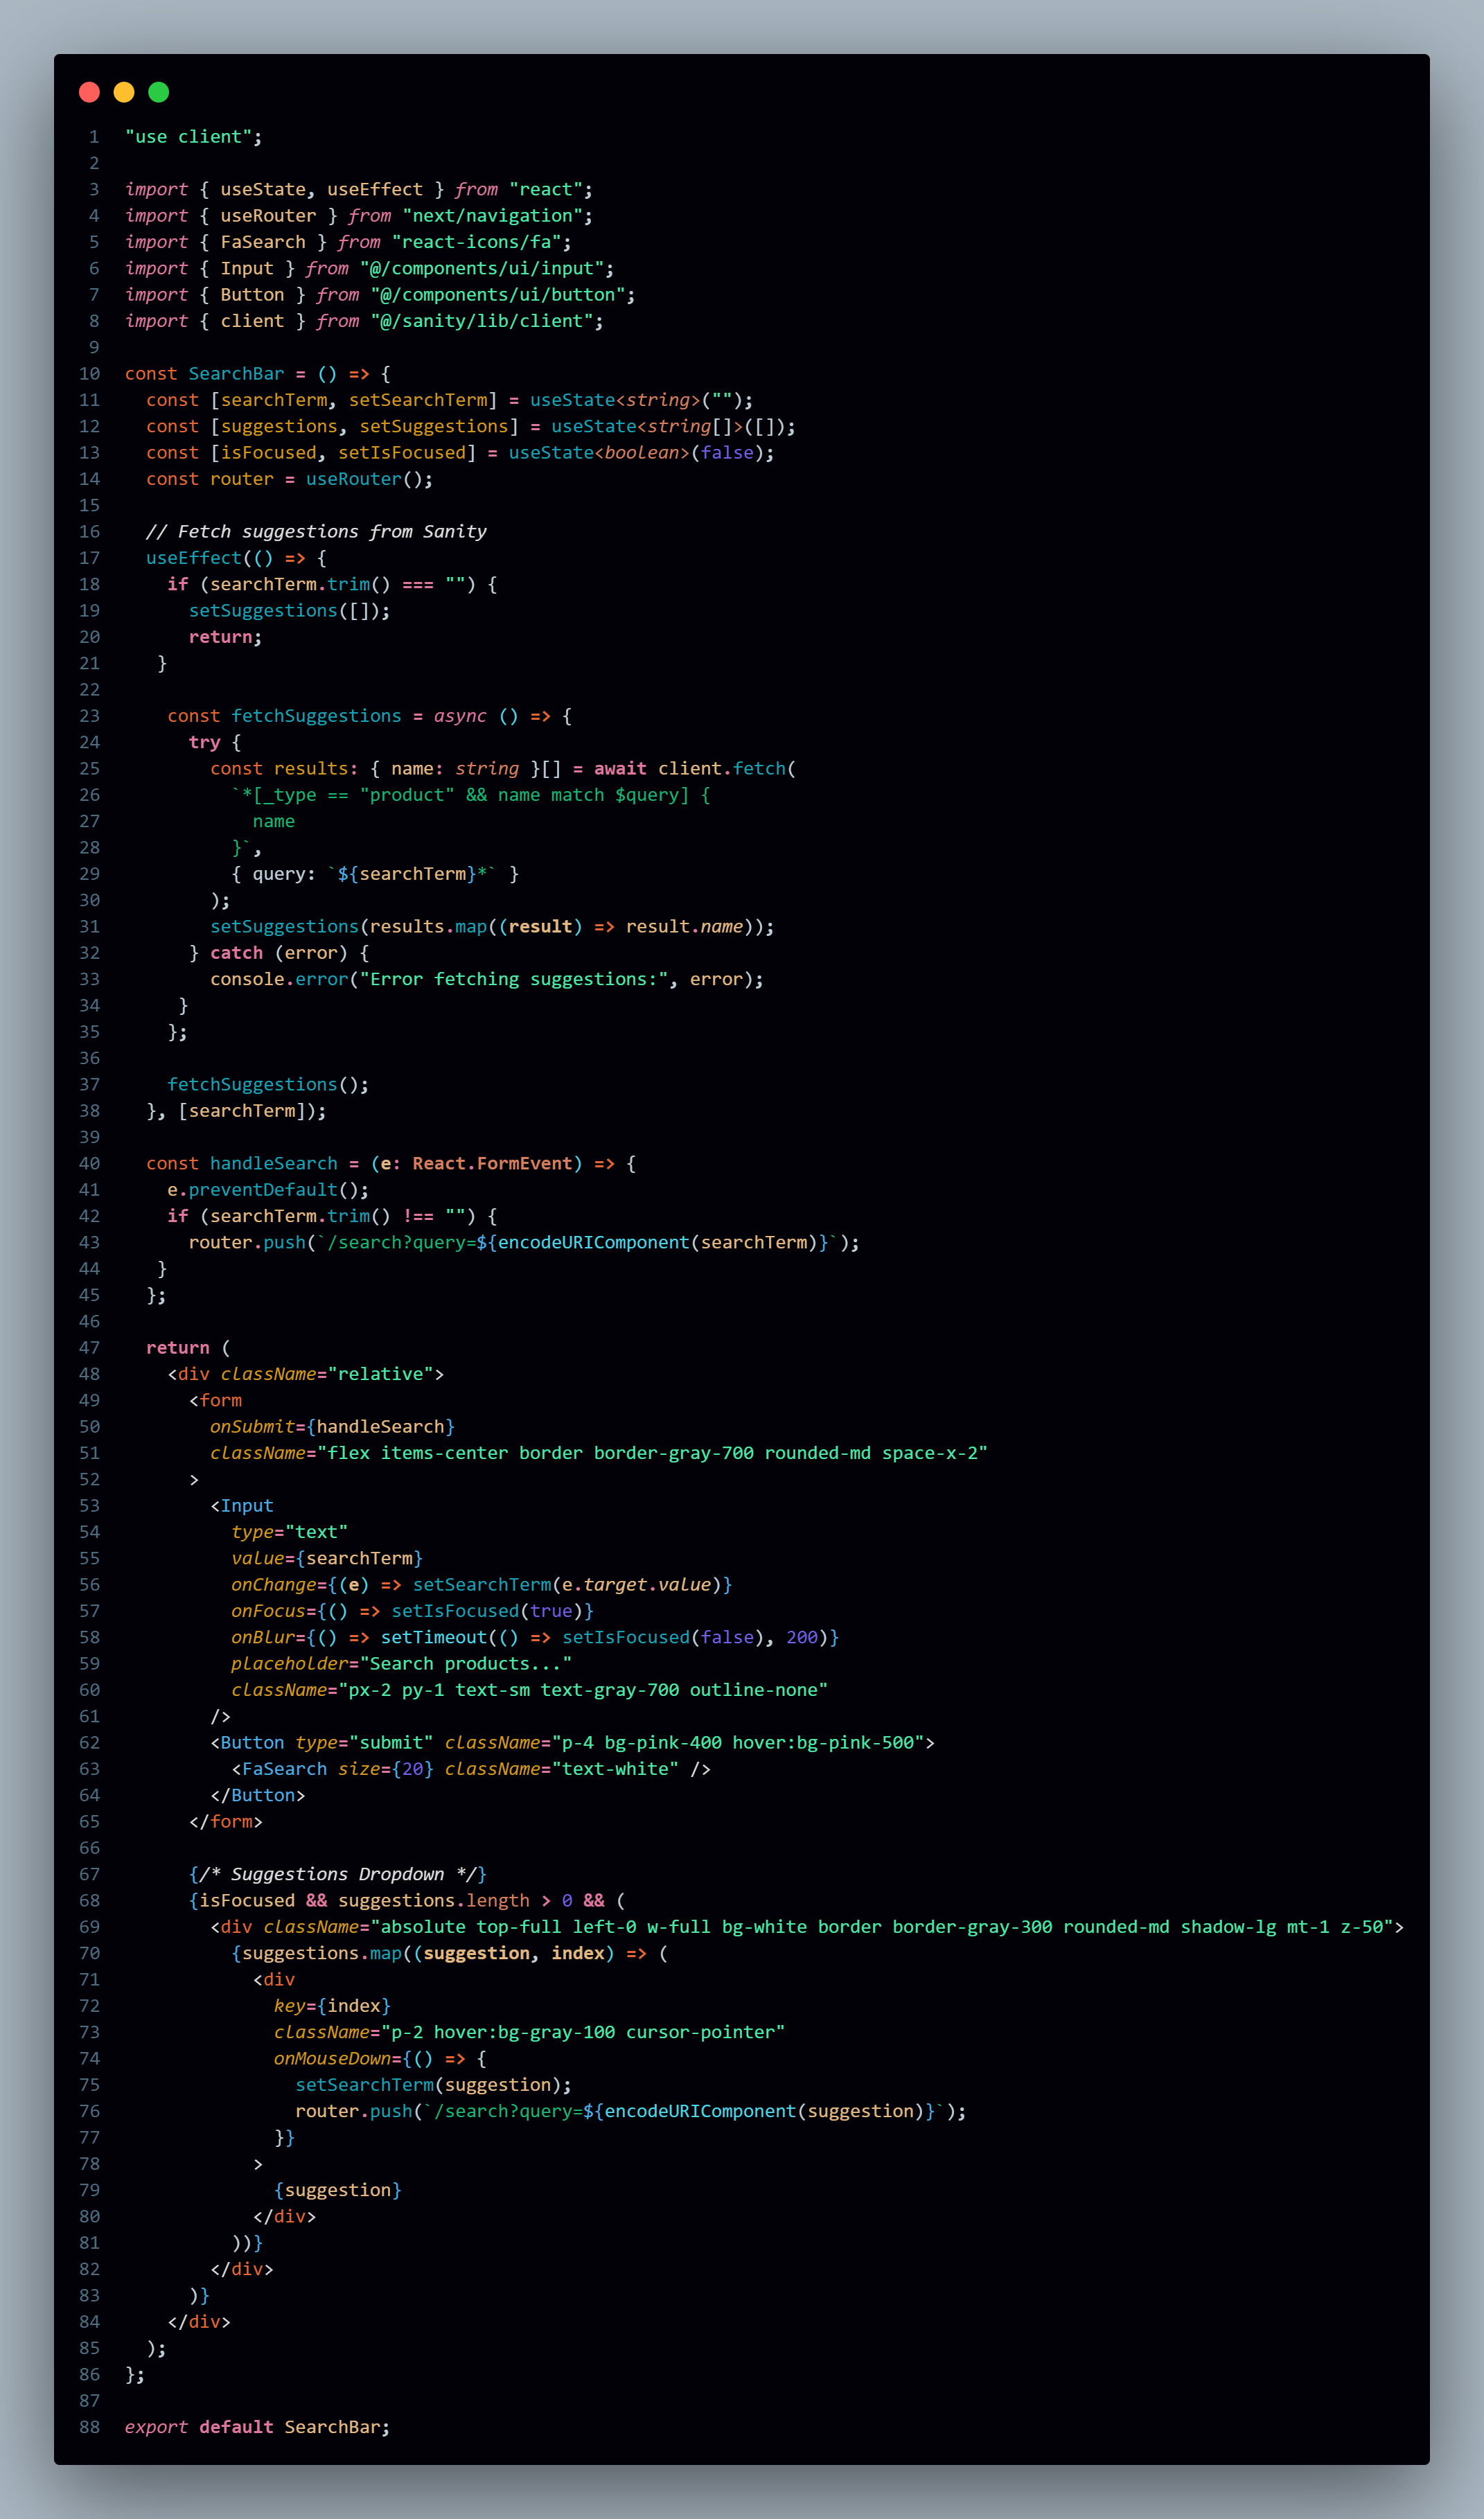 1 "use client";
2
3 import { useState, useEffect } from "react";
4 import { useRouter } from "next/navigation";
5 import { FaSearch } from "react-icons/fa";
6 import { Input } from "@/components/ui/input";
7 import { Button } from "@/components/ui/button";
8 import { client } from "@/sanity/lib/client";
9
10 const SearchBar = () => {
11   const [searchTerm, setSearchTerm] = useState<string>("");
12   const [suggestions, setSuggestions] = useState<string[]>([]);
13   const [isFocused, setIsFocused] = useState<boolean>(false);
14   const router = useRouter();
15
16   // Fetch suggestions from Sanity
17   useEffect(() => {
18     if (searchTerm.trim() === "") {
19       setSuggestions([]);
20       return;
21    }
22
23     const fetchSuggestions = async () => {
24       try {
25         const results: { name: string }[] = await client.fetch(
26           `*[_type == "product" && name match $query] {
27             name
28           }`,
29           { query: `${searchTerm}*` }
30         );
31         setSuggestions(results.map((result) => result.name));
32       } catch (error) {
33         console.error("Error fetching suggestions:", error);
34      }
35     };
36
37     fetchSuggestions();
38   }, [searchTerm]);
39
40   const handleSearch = (e: React.FormEvent) => {
41     e.preventDefault();
42     if (searchTerm.trim() !== "") {
43       router.push(`/search?query=${encodeURIComponent(searchTerm)}`);
44    }
45   };
46
47   return (
48     <div className="relative">
49       <form
50         onSubmit={handleSearch}
51         className="flex items-center border border-gray-700 rounded-md space-x-2"
52       >
53         <Input
54           type="text"
55           value={searchTerm}
56           onChange={(e) => setSearchTerm(e.target.value)}
57           onFocus={() => setIsFocused(true)}
58           onBlur={() => setTimeout(() => setIsFocused(false), 200)}
59           placeholder="Search products..."
60           className="px-2 py-1 text-sm text-gray-700 outline-none"
61         />
62         <Button type="submit" className="p-4 bg-pink-400 hover:bg-pink-500">
63           <FaSearch size={20} className="text-white" />
64         </Button>
65       </form>
66
67       {/* Suggestions Dropdown */}
68       {isFocused && suggestions.length > 0 && (
69         <div className="absolute top-full left-0 w-full bg-white border border-gray-300 rounded-md shadow-lg mt-1 z-50">
70           {suggestions.map((suggestion, index) => (
71             <div
72               key={index}
73               className="p-2 hover:bg-gray-100 cursor-pointer"
74               onMouseDown={() => {
75                 setSearchTerm(suggestion);
76                 router.push(`/search?query=${encodeURIComponent(suggestion)}`);
77               }}
78             >
79               {suggestion}
80             </div>
81           ))}
82         </div>
83       )}
84     </div>
85   );
86 };
87
88 export default SearchBar;